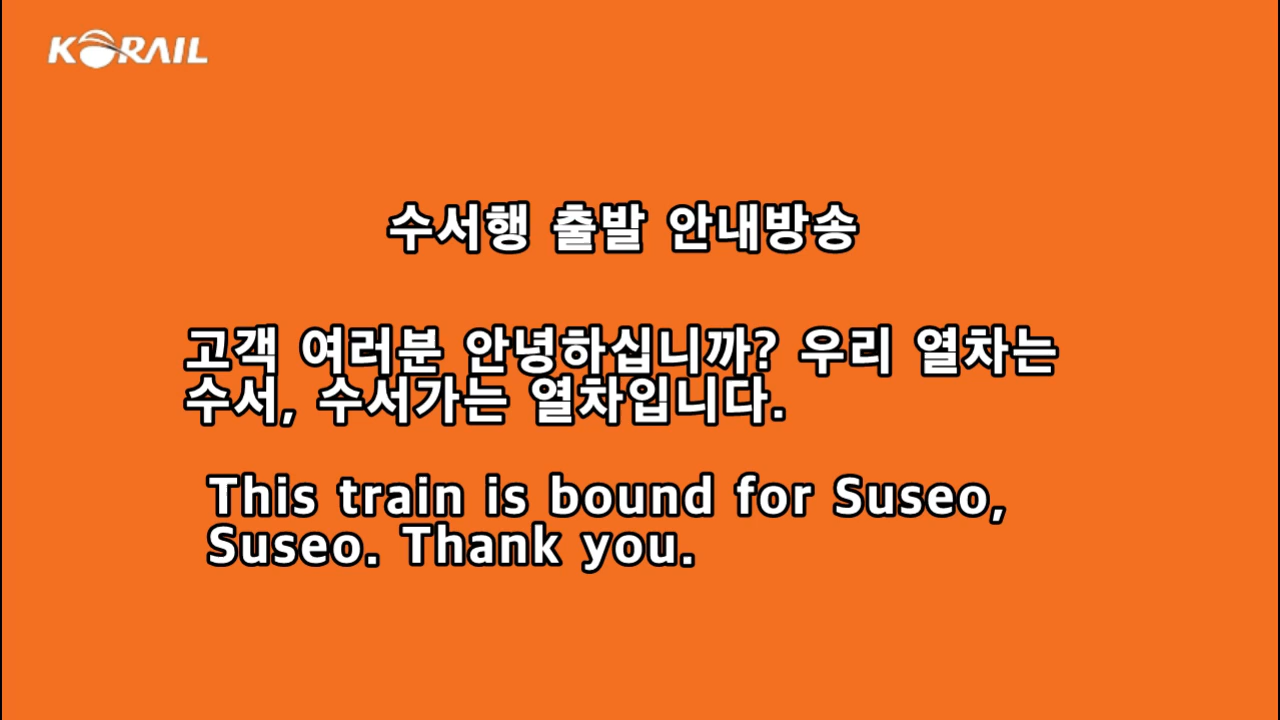 KORAIL
수서행 출발 안내방송
고객 여러분 안녕하십니까? 우리 열차는
수서, 수서가는 열차입니다.
This train is bound for Suseo,
Suseo. Thank you.